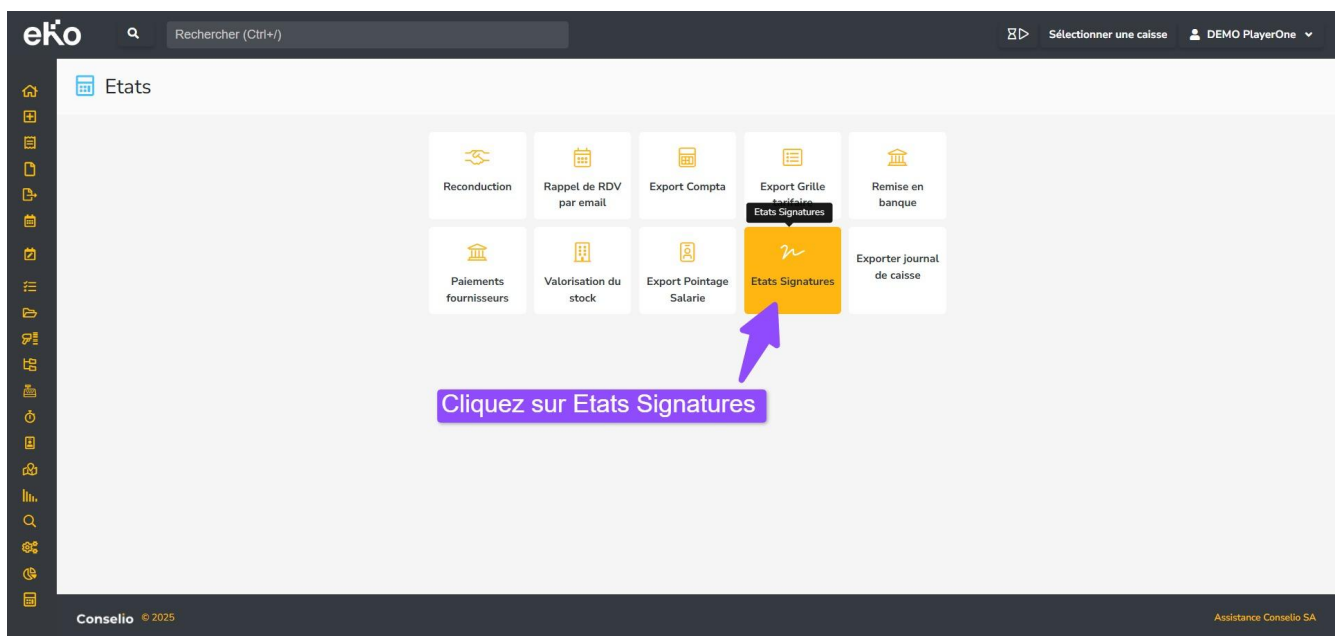 eko
Rechercher (Ctrl+/)
Sélectionner une caisse
DEMO PlayerOne
Etats
Reconduction
Rappel de RDV
par email
Export Compta
Export Grille
tarifaire
Remise en
banque
Etats Signatures
Paiements
fournisseurs
Valorisation du
stock
Export Pointage
Salarie
Etats Signatures
Exporter journal
de caisse
Cliquez sur Etats Signatures
Conselio © 2025
Assistance Conselio SA